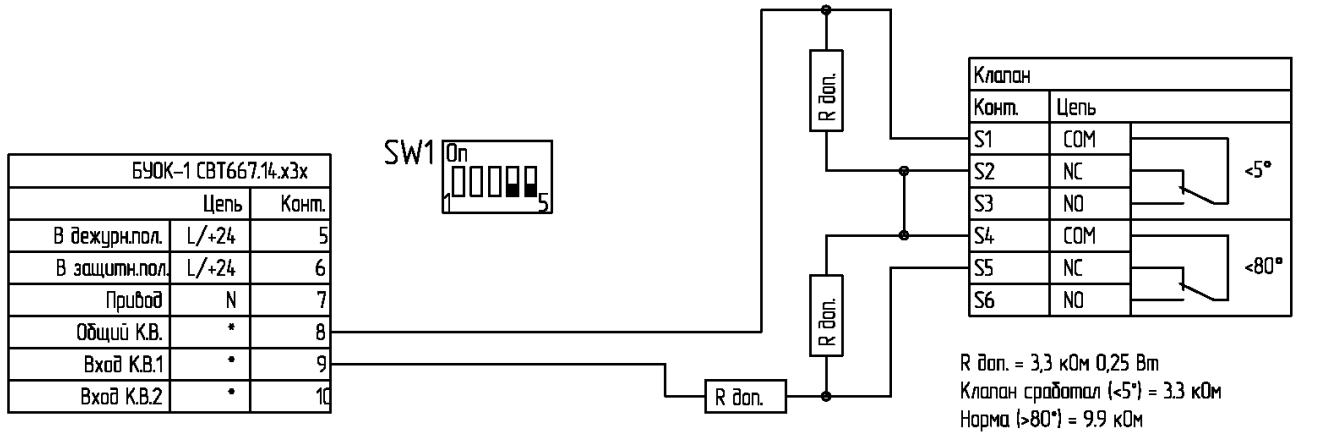 БУОК-1 СВТ667.14.х3х
Цепь Конт.
В дежурн.пол. L/+24 5
В защитн.пол. L/+24 6
Привод N 7
Общий К.В. * 8
Вход К.В.1 * 9
Вход К.В.2 * 10
SW1
On
1 5
R доп.
R доп.
R доп.
Клапан
Конт. Цепь
S1 COM
S2 NC
S3 NO
<5°
S4 COM
S5 NC
S6 NO
<80°
R доп. = 3,3 кОм 0,25 Вт
Клапан сработал (<5°) = 3.3 кОм
Норма (>80°) = 9.9 кОм